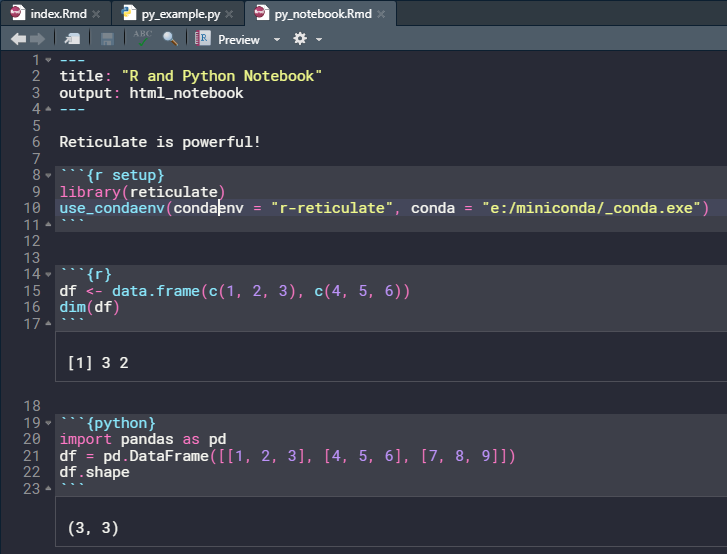 index.Rmd py_example.py py_notebook.Rmd
ABC Preview
1 ---
2 title: "R and Python Notebook"
3 output: html_notebook
4 ---
5
6 Reticulate is powerful!
7
8 ```{r setup}
9 library(reticulate)
10 use_condaenv(condaenv = "r-reticulate", conda = "e:/miniconda/_conda.exe")
11 ```
12
13
14 ```{r}
15 df <- data.frame(c(1, 2, 3), c(4, 5, 6))
16 dim(df)
17 ```
[1] 3 2
18
19 ```{python}
20 import pandas as pd
21 df = pd.DataFrame([[1, 2, 3], [4, 5, 6], [7, 8, 9]])
22 df.shape
23 ```
(3, 3)